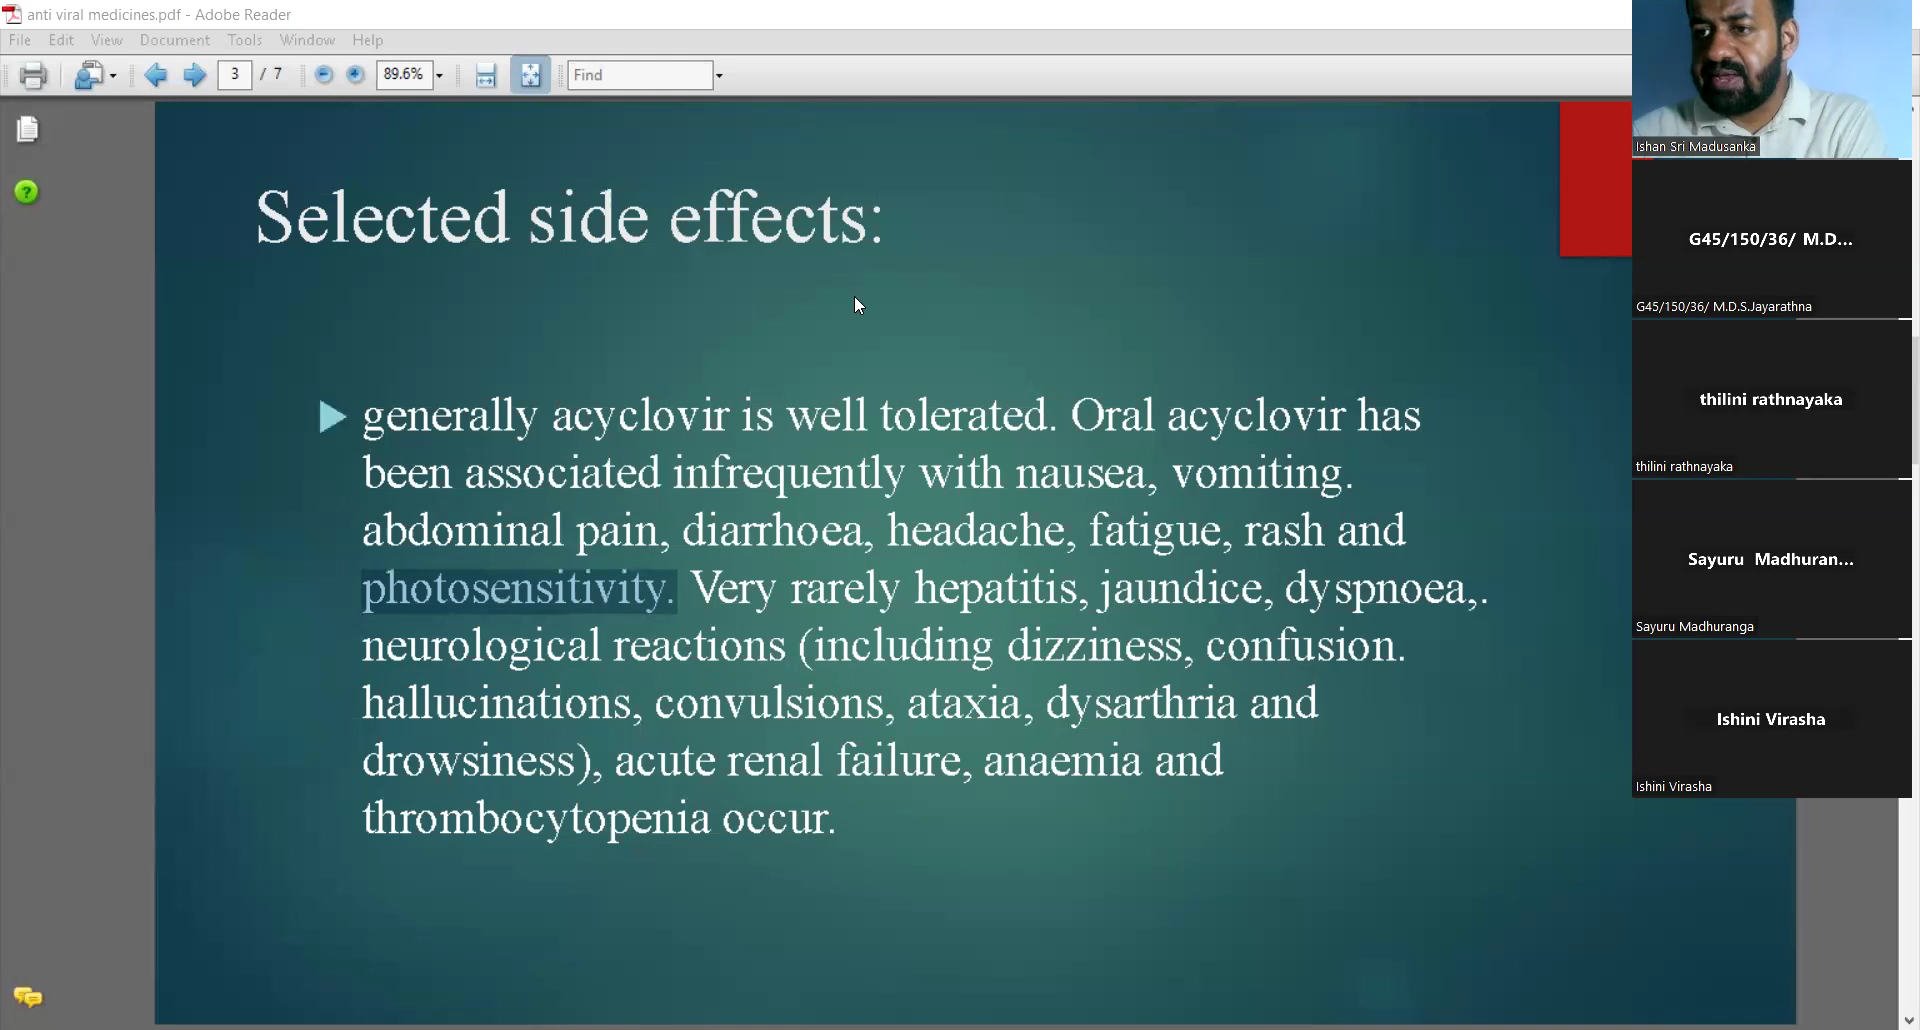 anti viral medicines.pdf - Adobe Reader
File Edit View Document Tools Window Help
3 / 7 89.6% Find
Selected side effects:
generally acyclovir is well tolerated. Oral acyclovir has
been associated infrequently with nausea, vomiting.
abdominal pain, diarrhoea, headache, fatigue, rash and
photosensitivity. Very rarely hepatitis, jaundice, dyspnoea,.
neurological reactions (including dizziness, confusion.
hallucinations, convulsions, ataxia, dysarthria and
drowsiness), acute renal failure, anaemia and
thrombocytopenia occur.
Ishan Sri Madusanka
G45/150/36/ M.D...
G45/150/36/ M.D.S.Jayarathna
thilini rathnayaka
thilini rathnayaka
Sayuru Madhuran...
Sayuru Madhuranga
Ishini Virasha
Ishini Virasha